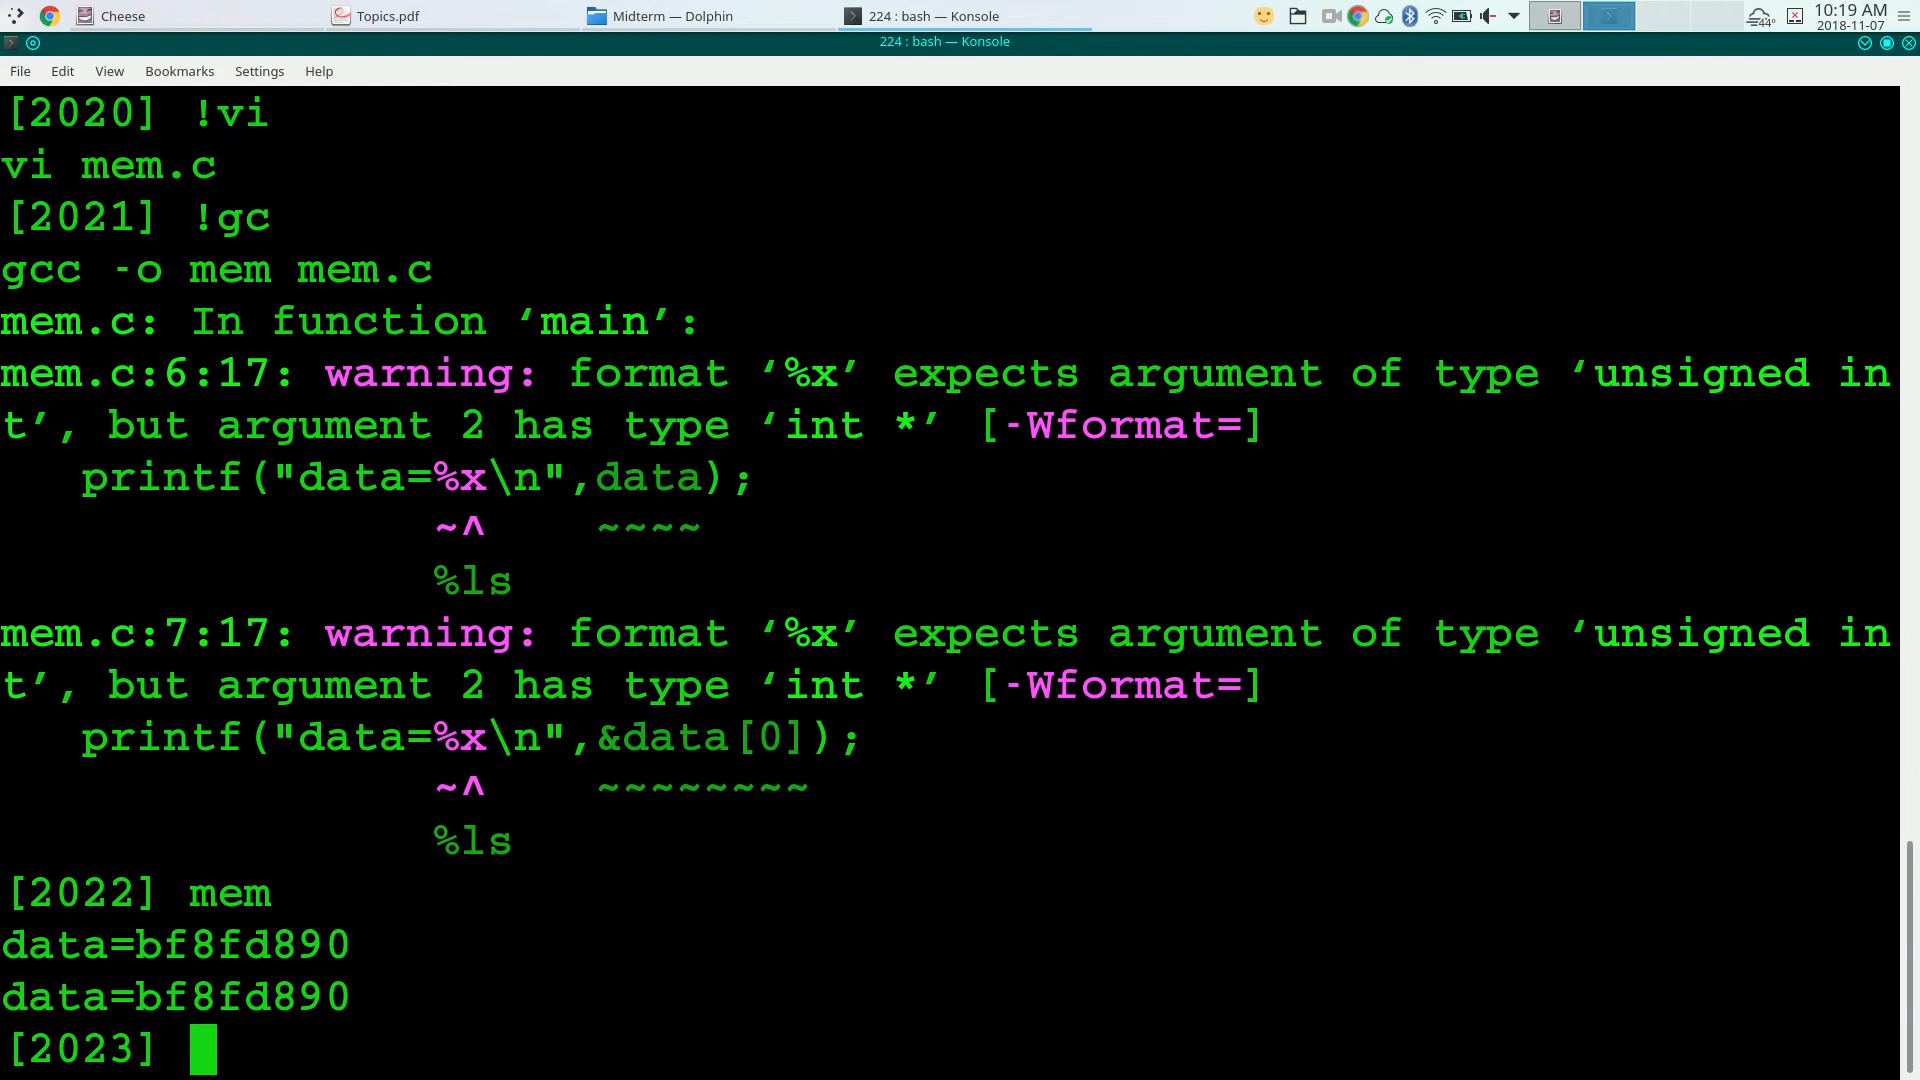 Cheese
Topics.pdf
Midterm — Dolphin
224 : bash — Konsole
44°
10:19 AM
2018-11-07
224 : bash — Konsole
File Edit View Bookmarks Settings Help
[2020] !vi
vi mem.c
[2021] !gc
gcc -o mem mem.c
mem.c: In function ‘main’:
mem.c:6:17: warning: format ‘%x’ expects argument of type ‘unsigned in
t’, but argument 2 has type ‘int *’ [-Wformat=]
   printf("data=%x\n",data);
                ~^    ~~~~
                %ls
mem.c:7:17: warning: format ‘%x’ expects argument of type ‘unsigned in
t’, but argument 2 has type ‘int *’ [-Wformat=]
   printf("data=%x\n",&data[0]);
                ~^    ~~~~~~~~
                %ls
[2022] mem
data=bf8fd890
data=bf8fd890
[2023]